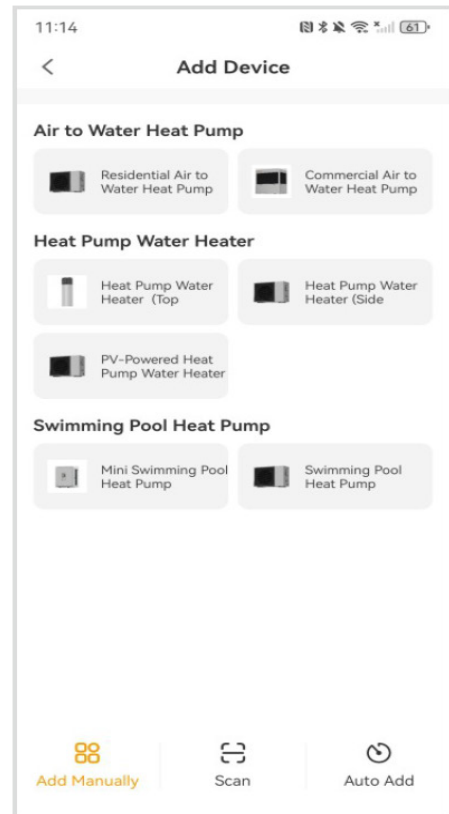 11:14
61
Add Device
Air to Water Heat Pump
Residential Air to
Water Heat Pump
Commercial Air to
Water Heat Pump
Heat Pump Water Heater
Heat Pump Water
Heater (Top
Heat Pump Water
Heater (Side
PV-Powered Heat
Pump Water Heater
Swimming Pool Heat Pump
Mini Swimming Pool
Heat Pump
Swimming Pool
Heat Pump
Add Manually
Scan
Auto Add